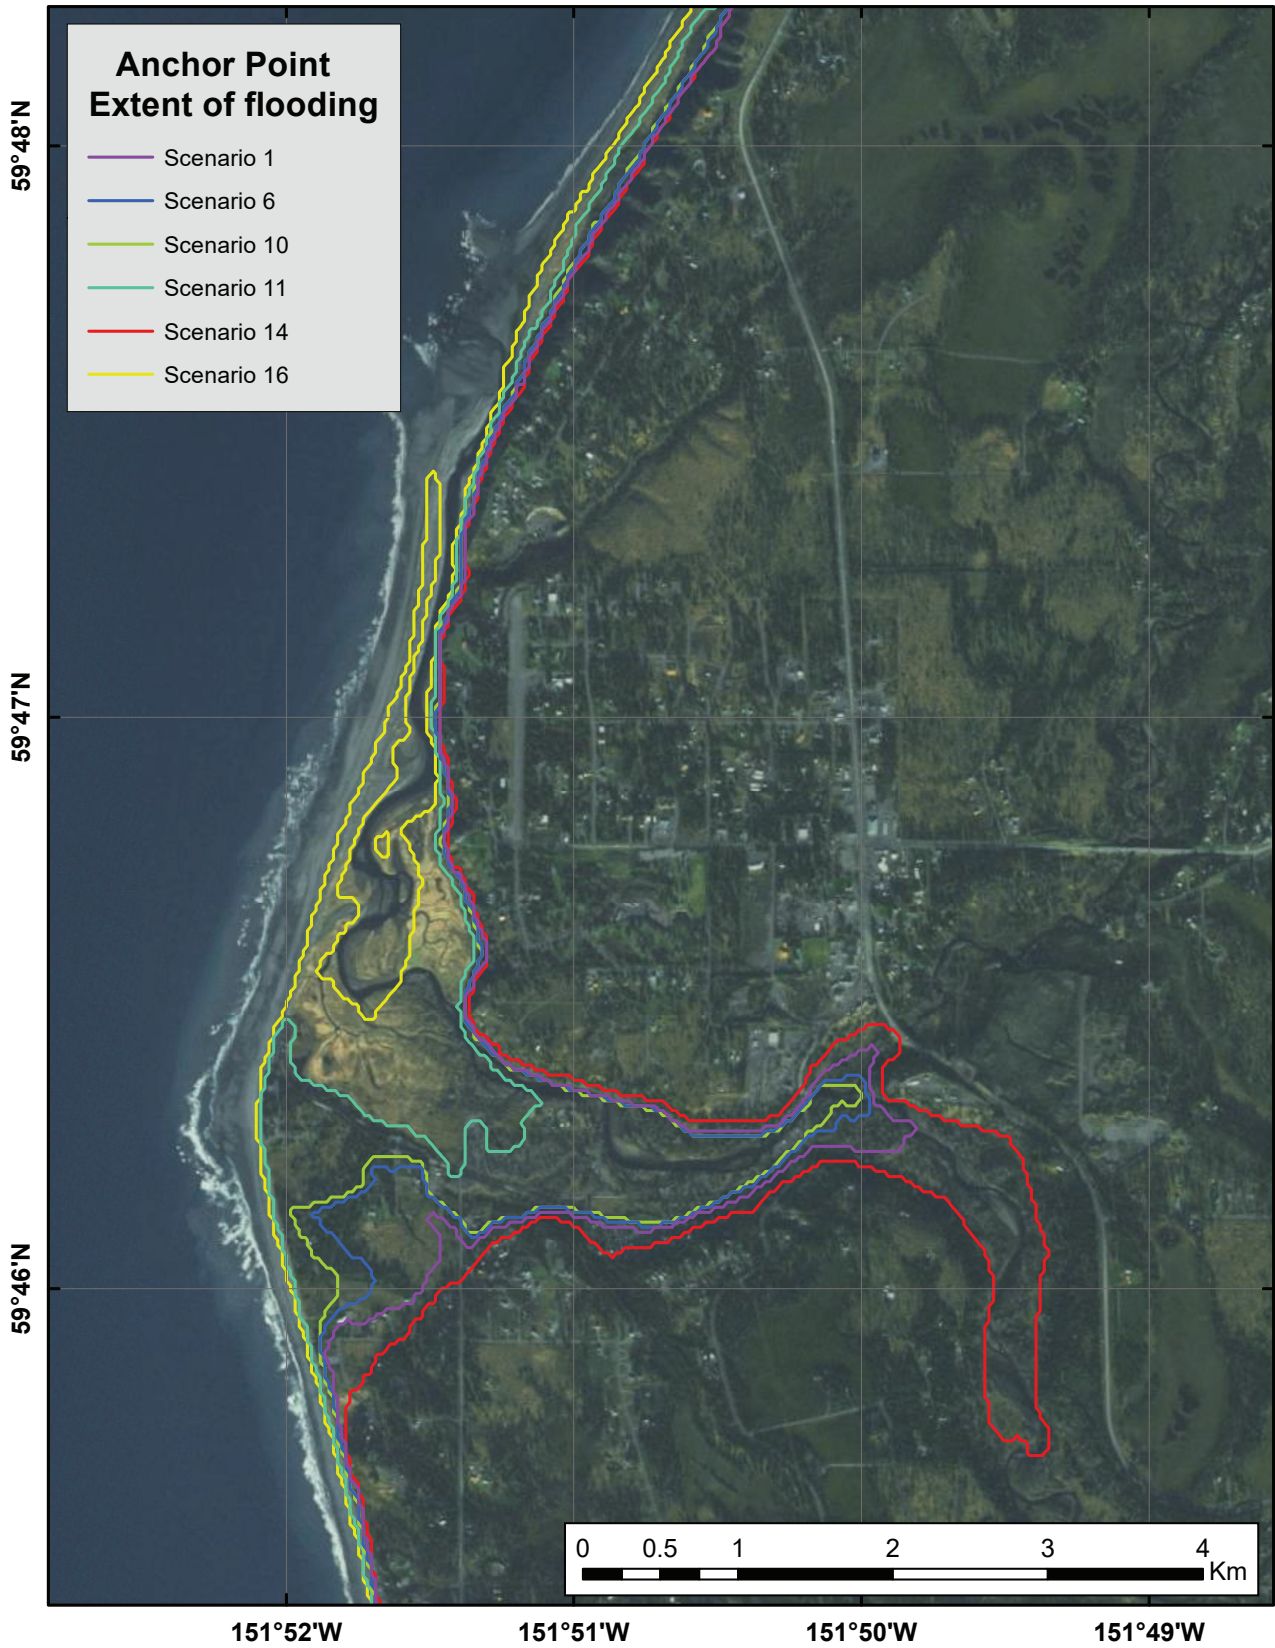 Anchor Point
Extent of flooding
Scenario 1
Scenario 6
Scenario 10
Scenario 11
Scenario 14
Scenario 16
59°48'N
59°47'N
59°46'N
0 0.5 1 2 3 4
Km
151°52'W 151°51'W 151°50'W 151°49'W